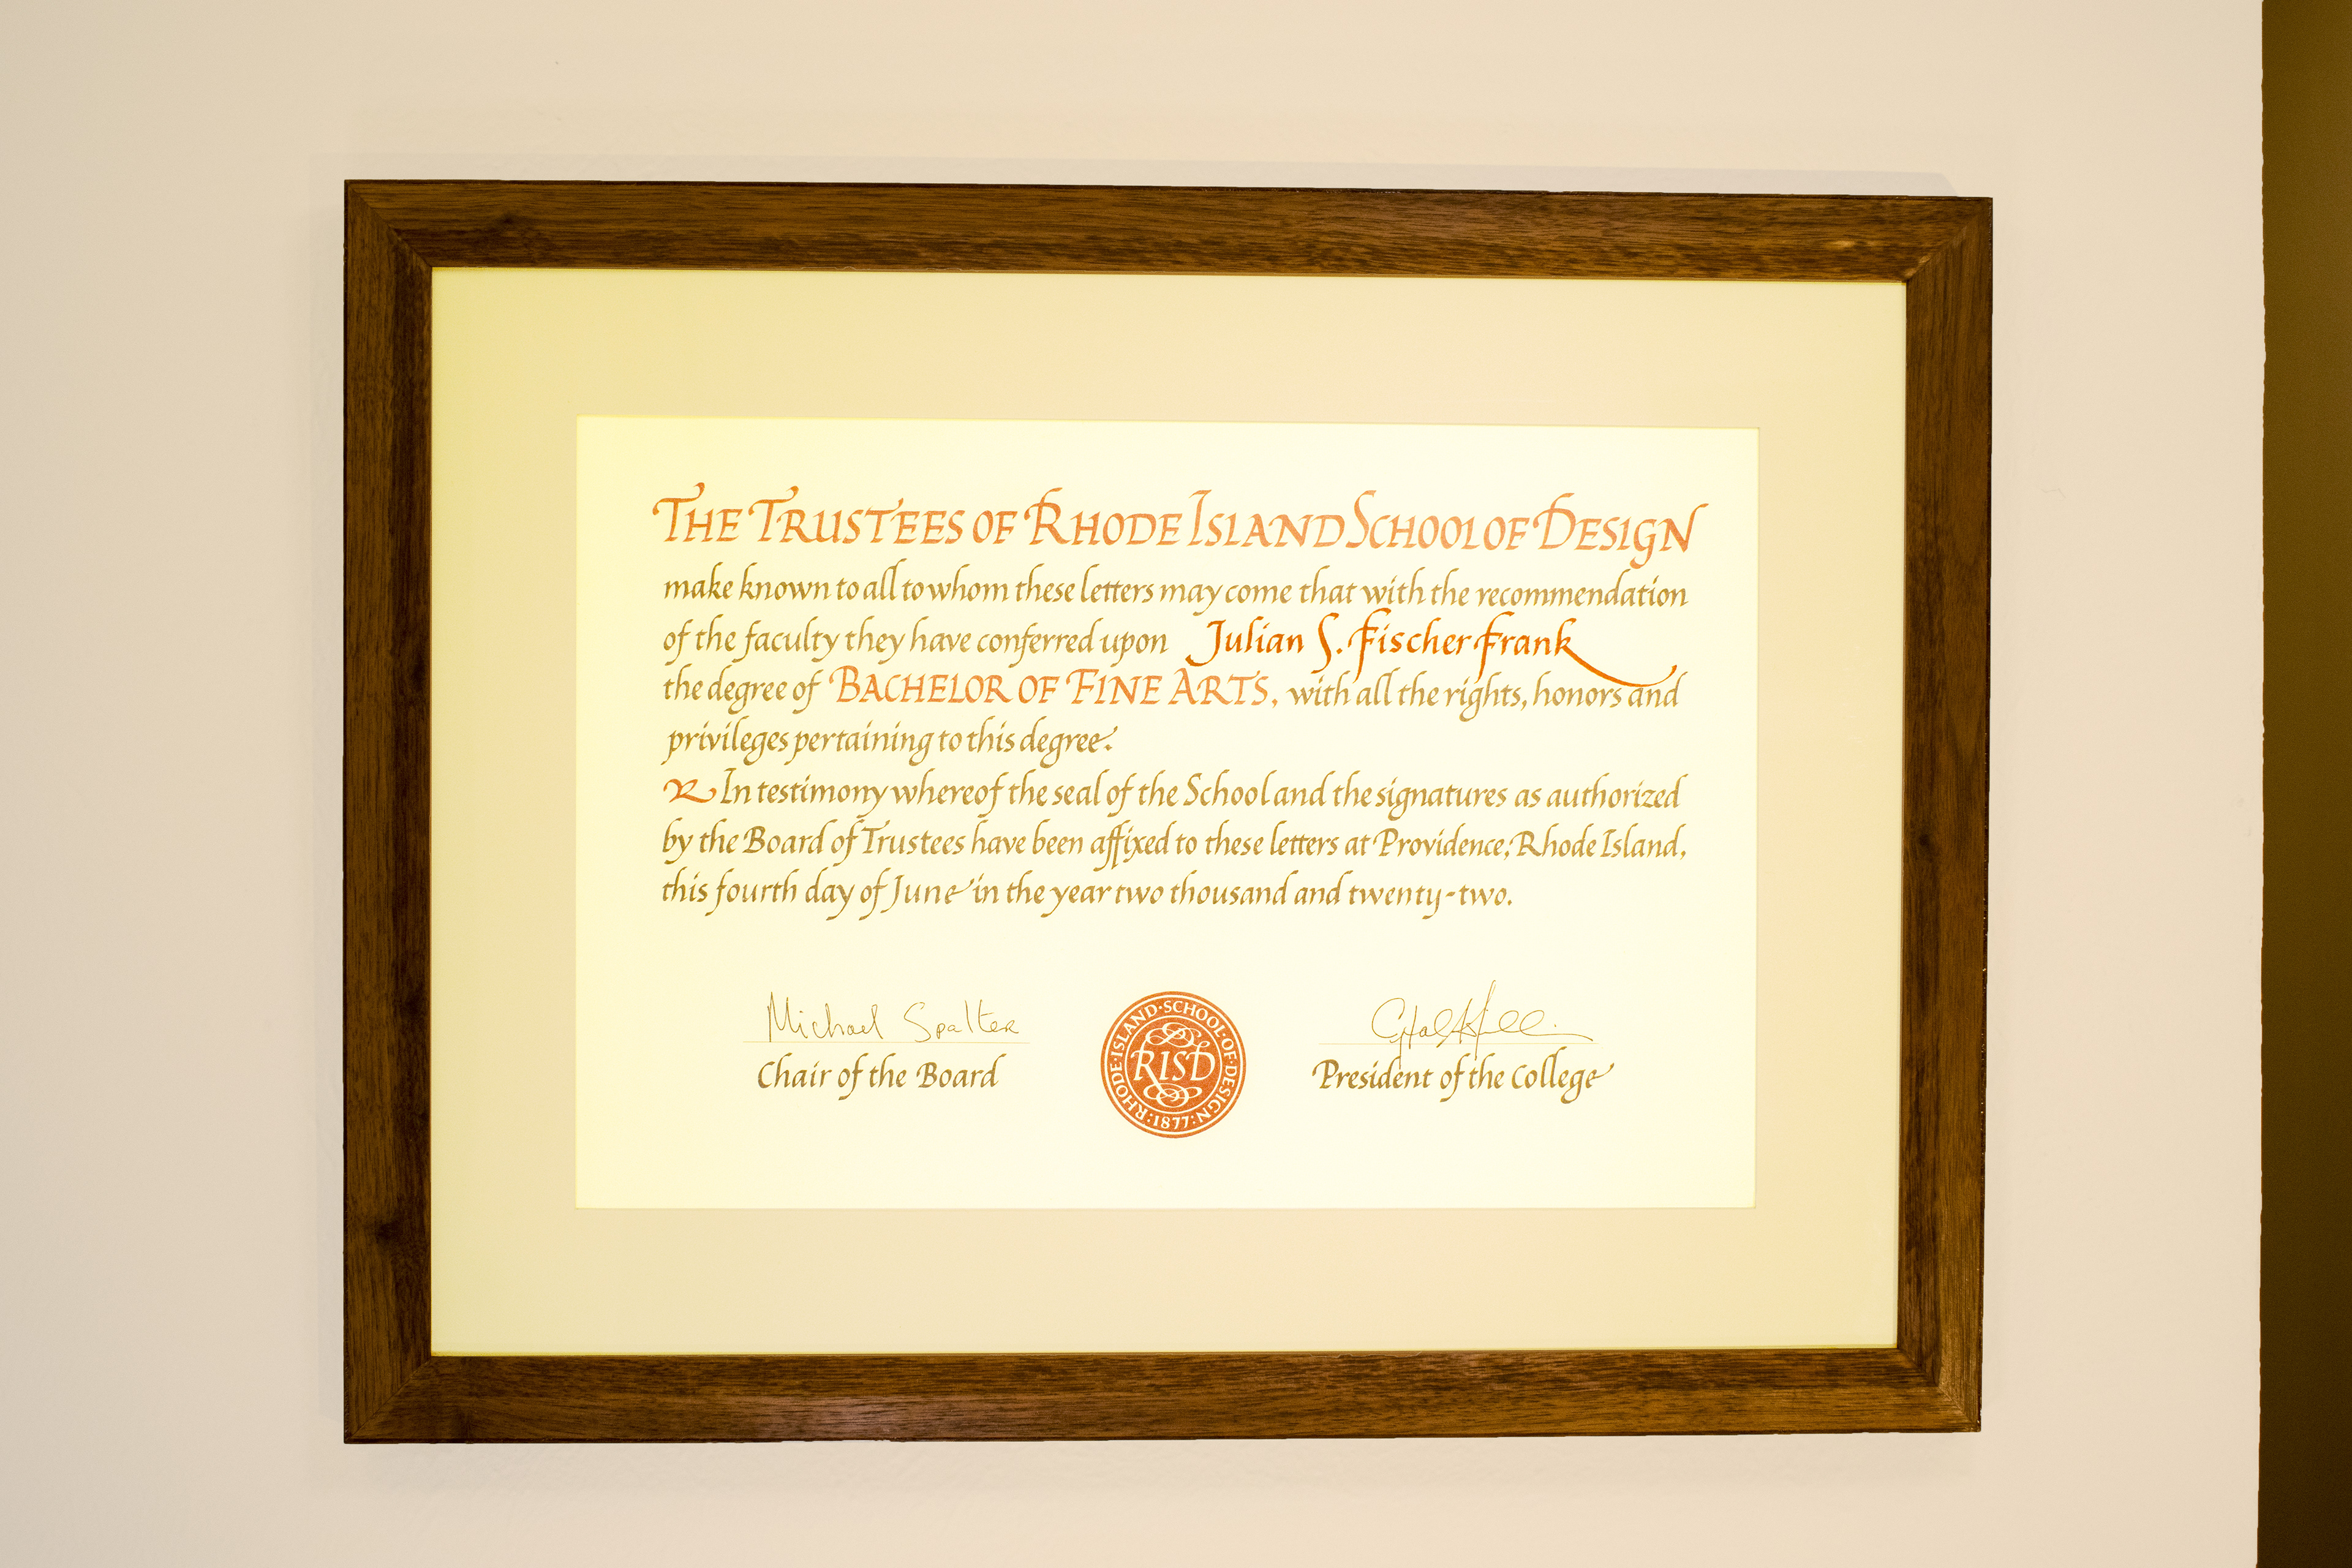 THE TRUSTEES OF RHODE ISLAND SCHOOL OF DESIGN
make known to all to whom these letters may come that with the recommendation
of the faculty they have conferred upon Julian S. Fischer Frank
the degree of BACHELOR OF FINE ARTS, with all the rights, honors and
privileges pertaining to this degree.
R In testimony whereof the seal of the School and the signatures as authorized
by the Board of Trustees have been affixed to these letters at Providence, Rhode Island,
this fourth day of June in the year two thousand and twenty-two.
Michael Spalter
Chair of the Board
RHODE·ISLAND·SCHOOL·OF·DESIGN
RISD
·1877·
President of the College